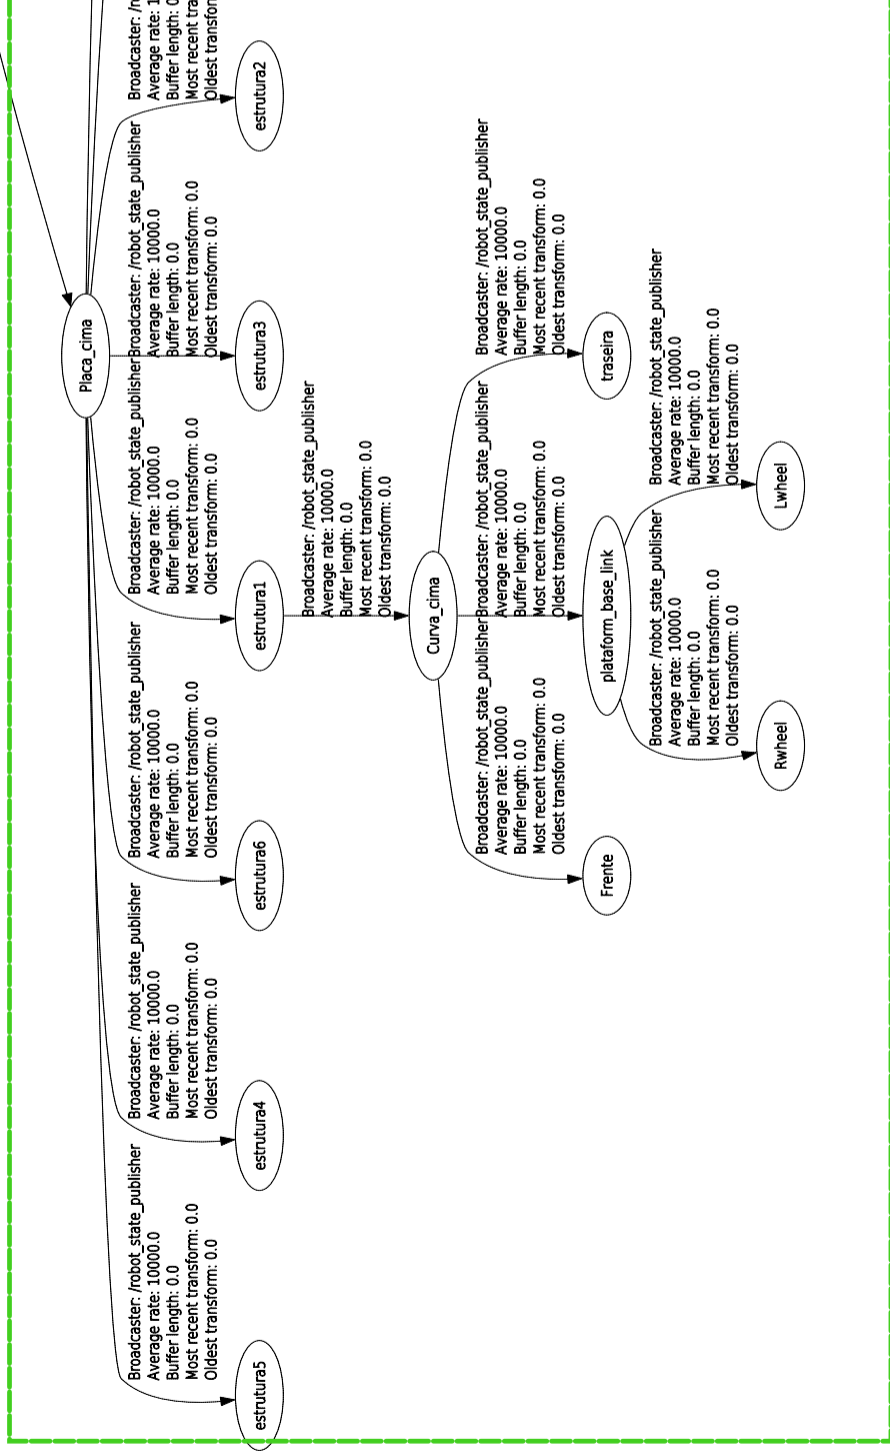 Placa_cima
Broadcaster: /robot_state_publisher
Average rate: 10000.0
Buffer length: 0.0
Most recent transform: 0.0
Oldest transform: 0.0
Broadcaster: /robot_state_publisher
Average rate: 10000.0
Buffer length: 0.0
Most recent transform: 0.0
Oldest transform: 0.0
Broadcaster: /robot_state_publisher
Average rate: 10000.0
Buffer length: 0.0
Most recent transform: 0.0
Oldest transform: 0.0
Broadcaster: /robot_state_publisher
Average rate: 10000.0
Buffer length: 0.0
Most recent transform: 0.0
Oldest transform: 0.0
Broadcaster: /robot_state_publisher
Average rate: 10000.0
Buffer length: 0.0
Most recent transform: 0.0
Oldest transform: 0.0
Broadcaster:
Average rate:
Buffer length:
Most recent
Oldest
estrutura5
estrutura4
estrutura6
estrutura1
estrutura3
estrutura2
Broadcaster: /robot_state_publisher
Average rate: 10000.0
Buffer length: 0.0
Most recent transform: 0.0
Oldest transform: 0.0
Curva_cima
Broadcaster: /robot_state_publisher
Average rate: 10000.0
Buffer length: 0.0
Most recent transform: 0.0
Oldest transform: 0.0
Broadcaster: /robot_state_publisher
Average rate: 10000.0
Buffer length: 0.0
Most recent transform: 0.0
Oldest transform: 0.0
Broadcaster: /robot_state_publisher
Average rate: 10000.0
Buffer length: 0.0
Most recent transform: 0.0
Oldest transform: 0.0
Frente
plataform_base_link
traseira
Broadcaster: /robot_state_publisher
Average rate: 10000.0
Buffer length: 0.0
Most recent transform: 0.0
Oldest transform: 0.0
Broadcaster: /robot_state_publisher
Average rate: 10000.0
Buffer length: 0.0
Most recent transform: 0.0
Oldest transform: 0.0
Rwheel
Lwheel